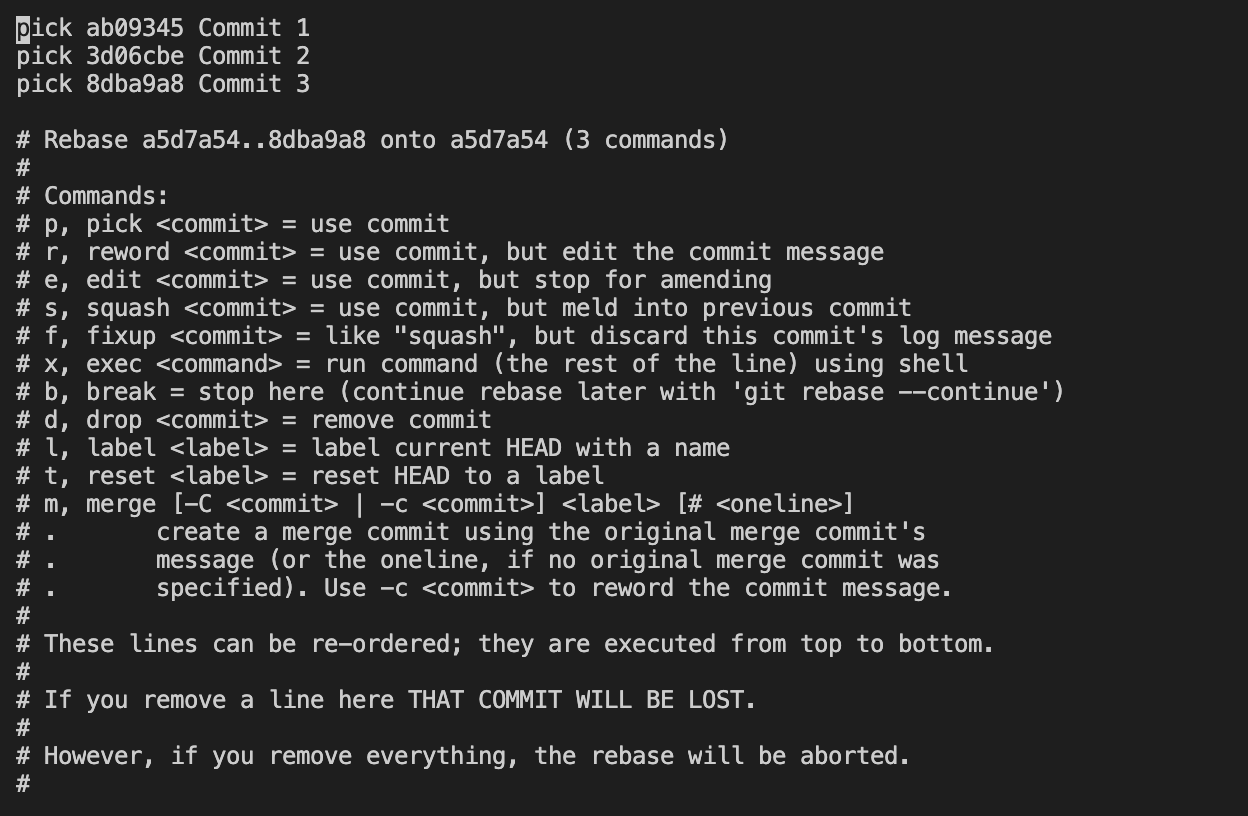 pick ab09345 Commit 1
pick 3d06cbe Commit 2
pick 8dba9a8 Commit 3

# Rebase a5d7a54..8dba9a8 onto a5d7a54 (3 commands)
#
# Commands:
# p, pick <commit> = use commit
# r, reword <commit> = use commit, but edit the commit message
# e, edit <commit> = use commit, but stop for amending
# s, squash <commit> = use commit, but meld into previous commit
# f, fixup <commit> = like "squash", but discard this commit's log message
# x, exec <command> = run command (the rest of the line) using shell
# b, break = stop here (continue rebase later with 'git rebase --continue')
# d, drop <commit> = remove commit
# l, label <label> = label current HEAD with a name
# t, reset <label> = reset HEAD to a label
# m, merge [-C <commit> | -c <commit>] <label> [# <oneline>]
# .       create a merge commit using the original merge commit's
# .       message (or the oneline, if no original merge commit was
# .       specified). Use -c <commit> to reword the commit message.
#
# These lines can be re-ordered; they are executed from top to bottom.
#
# If you remove a line here THAT COMMIT WILL BE LOST.
#
# However, if you remove everything, the rebase will be aborted.
#